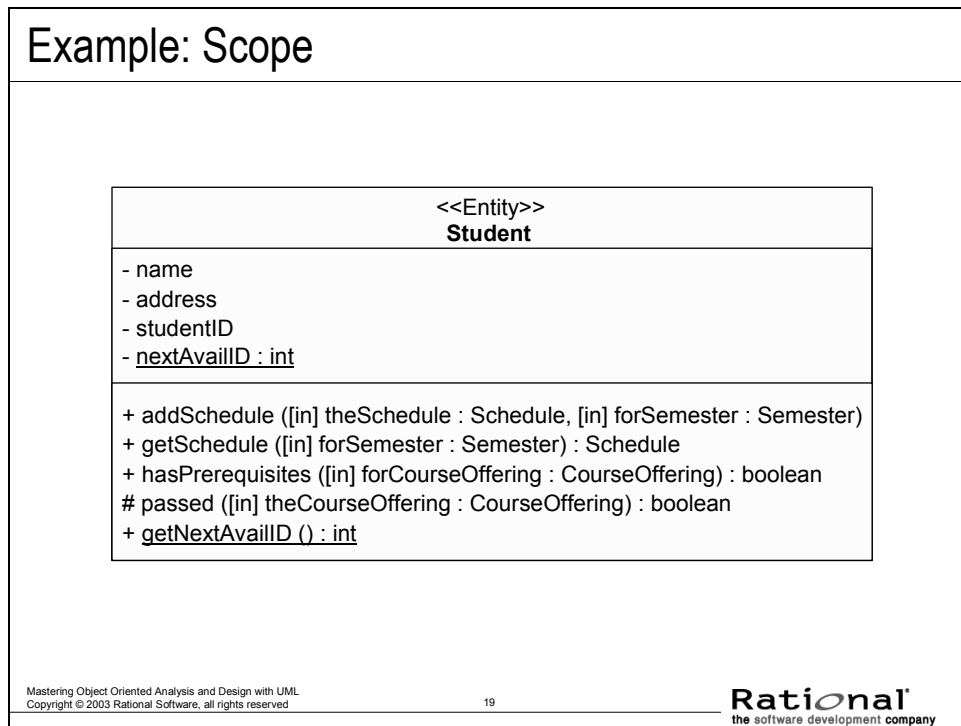 Example: Scope
<<Entity>>
Student
- name
- address
- studentID
- nextAvailID : int
+ addSchedule ([in] theSchedule : Schedule, [in] forSemester : Semester)
+ getSchedule ([in] forSemester : Semester) : Schedule
+ hasPrerequisites ([in] forCourseOffering : CourseOffering) : boolean
# passed ([in] theCourseOffering : CourseOffering) : boolean
+ getNextAvailID () : int
Mastering Object Oriented Analysis and Design with UML
Copyright © 2003 Rational Software, all rights reserved
19
Rational
the software development company